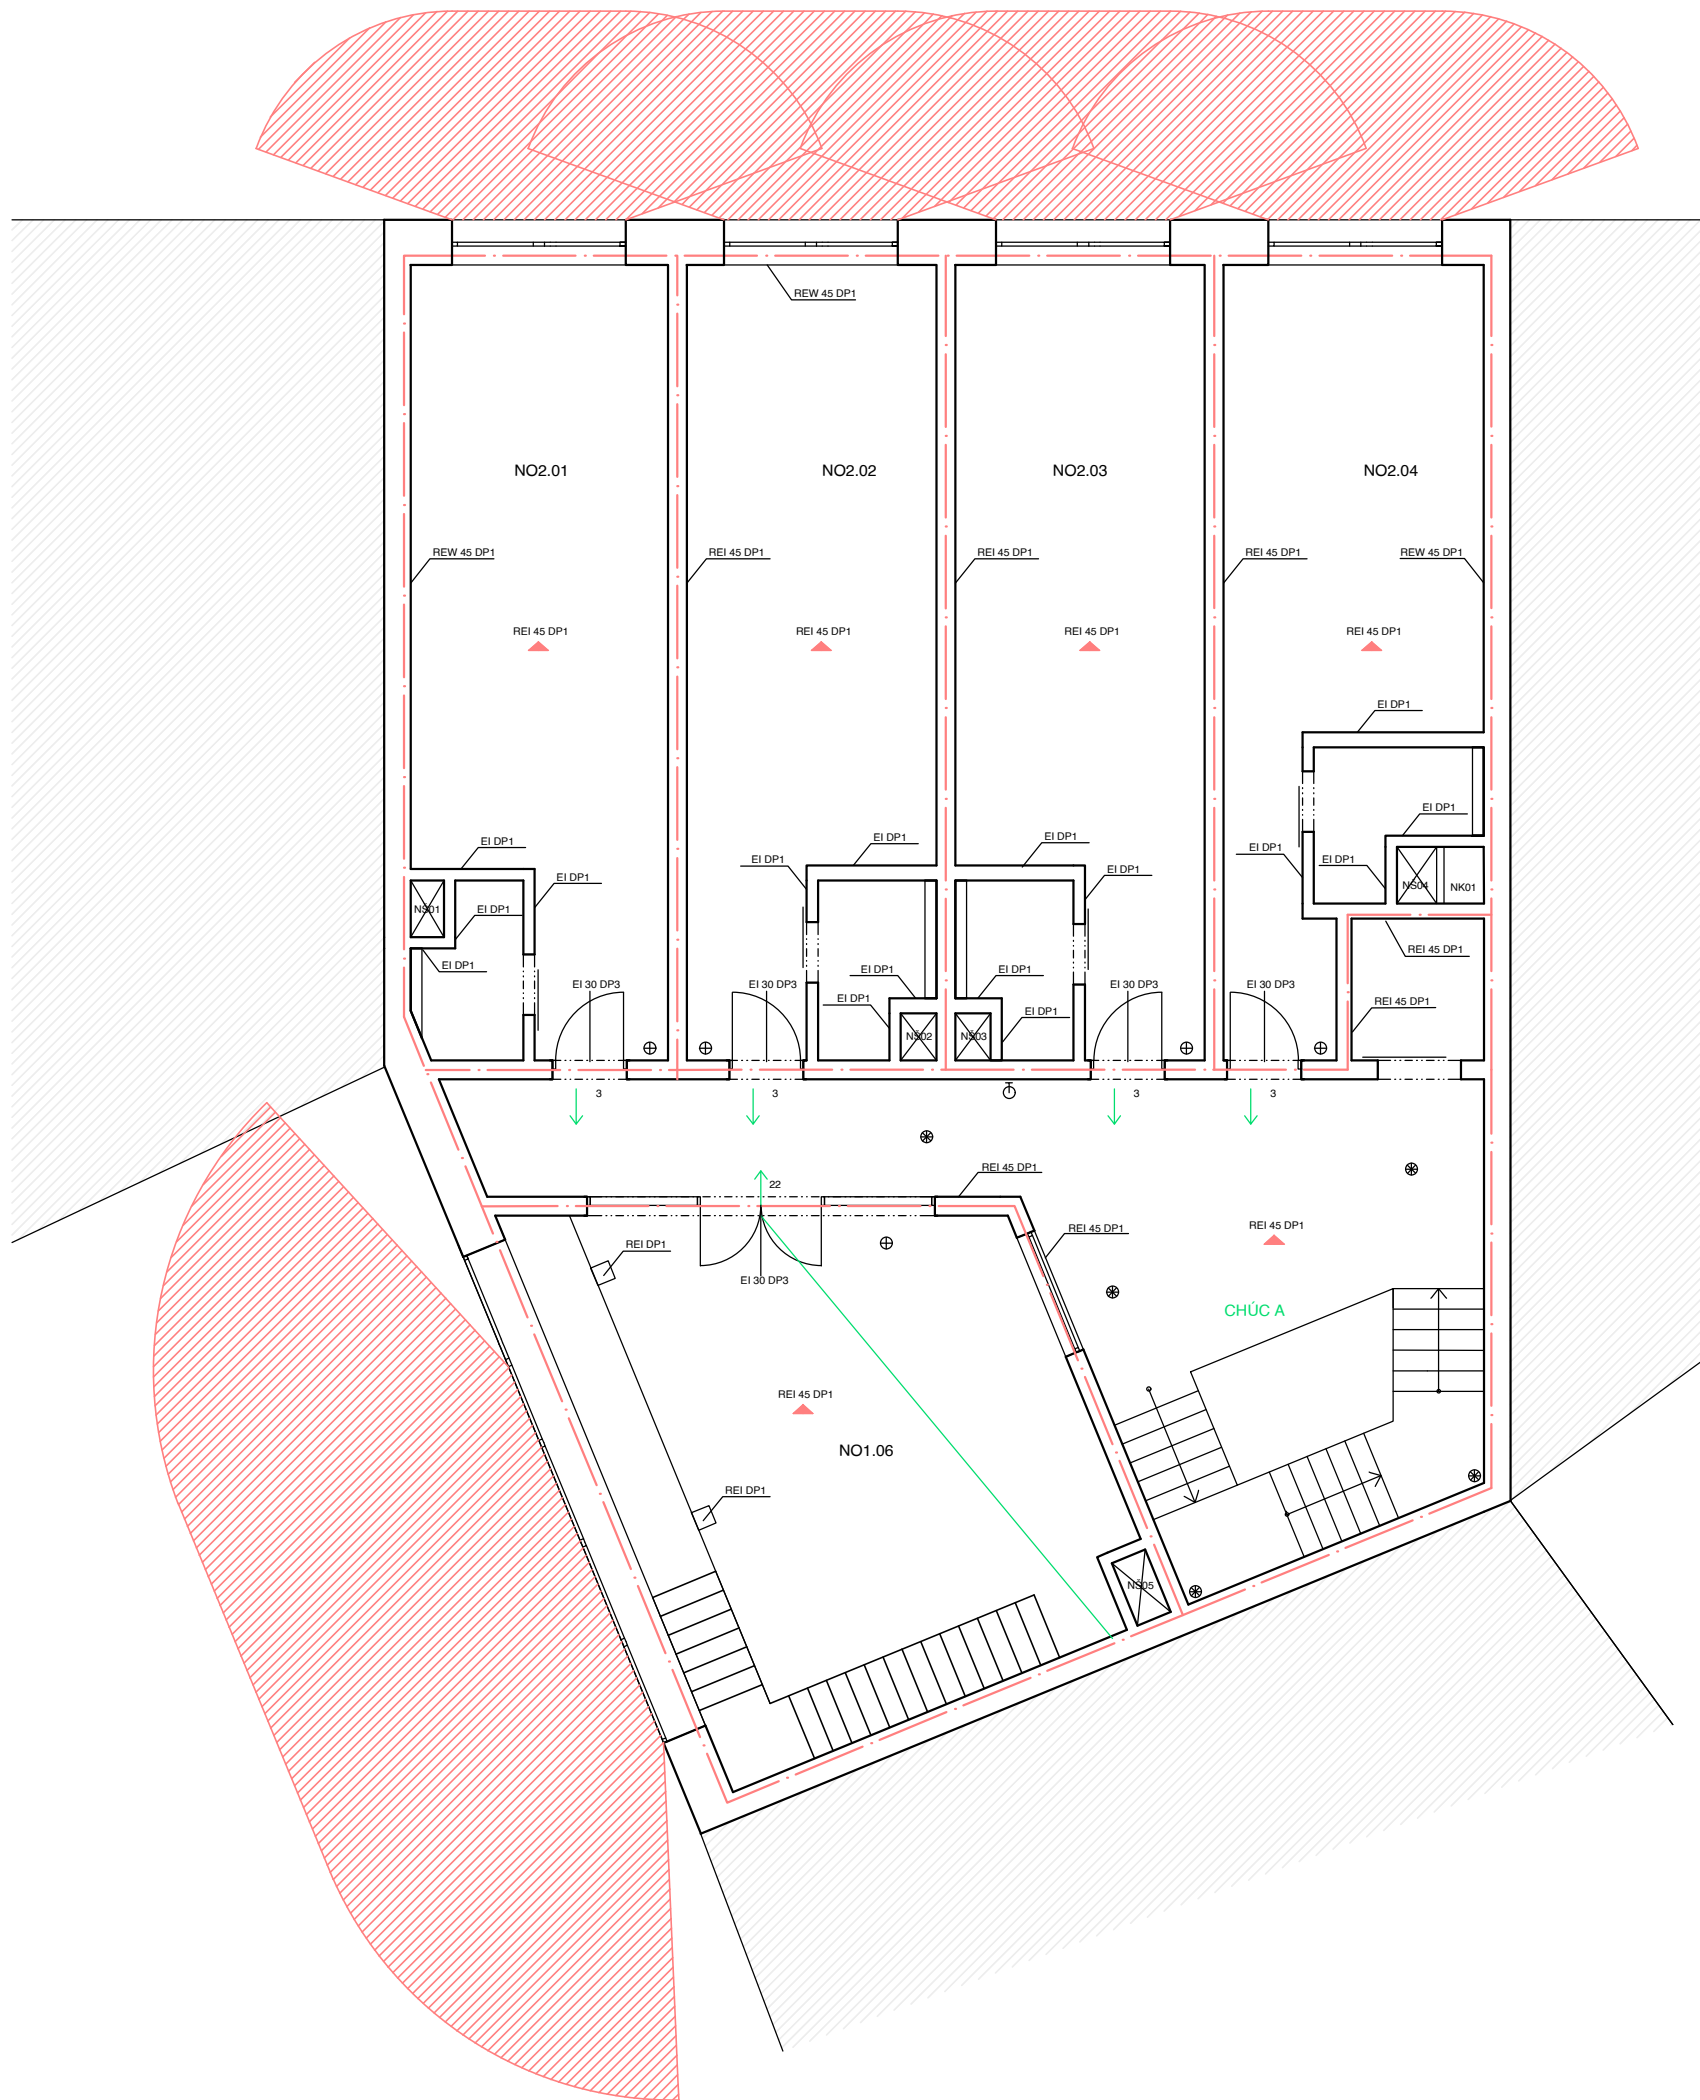 REW 45 DP1
NO2.01
NO2.02
NO2.03
NO2.04
REW 45 DP1
REI 45 DP1
REI 45 DP1
REI 45 DP1
REW 45 DP1
REI 45 DP1
REI 45 DP1
REI 45 DP1
REI 45 DP1
EI DP1
EI DP1
EI DP1
EI DP1
EI DP1
EI DP1
EI DP1
EI DP1
EI DP1
EI DP1
EI DP1
NŠ04
NK01
NŠ01
EI DP1
REI 45 DP1
EI DP1
EI DP1
EI DP1
EI 30 DP3
EI 30 DP3
EI 30 DP3
EI 30 DP3
EI DP1
REI 45 DP1
EI DP1
NŠ02
NŠ03
3
3
3
3
REI 45 DP1
22
REI 45 DP1
REI 45 DP1
REI DP1
EI 30 DP3
CHÚC A
REI 45 DP1
NO1.06
REI DP1
NŠ05